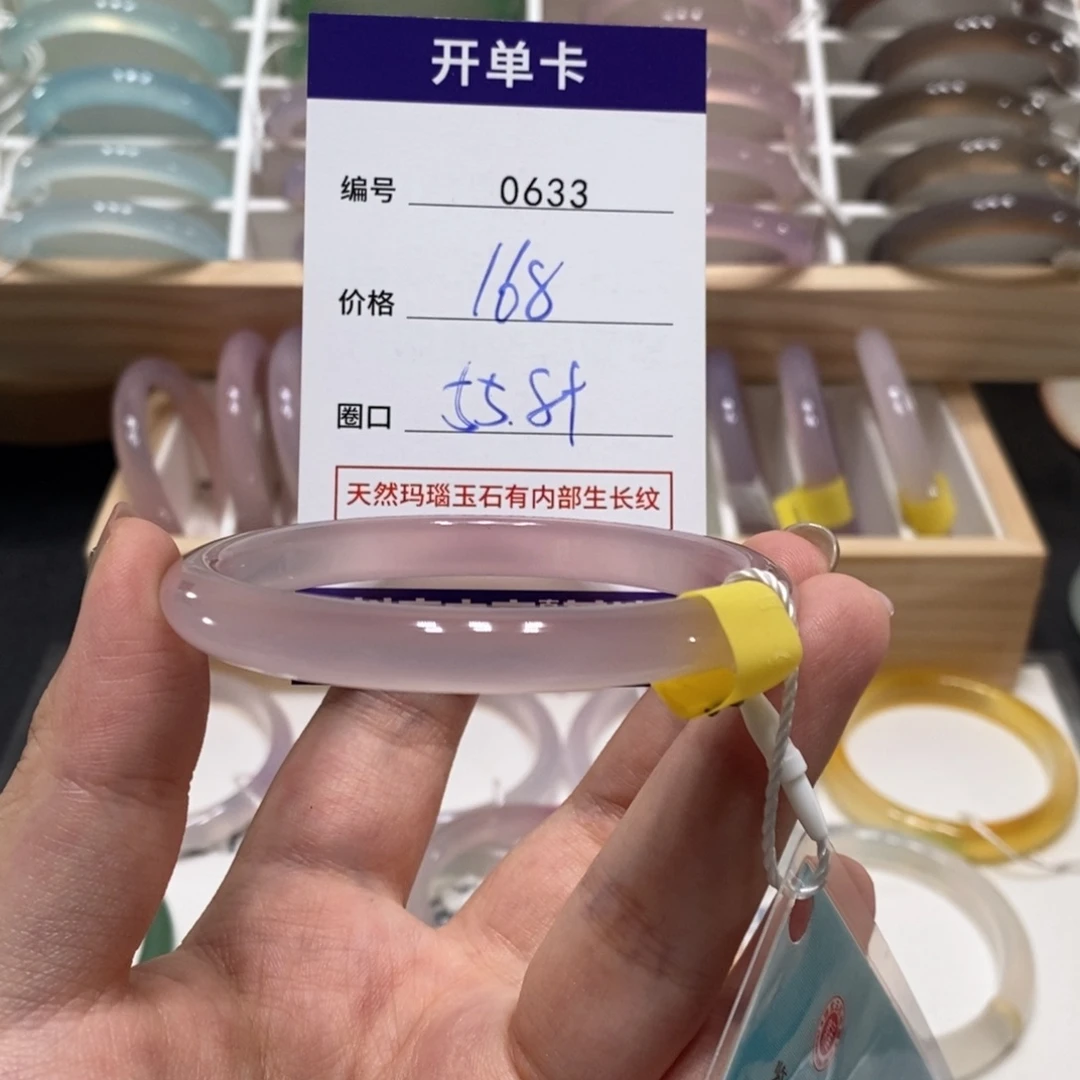 开单卡
编号 0633
价格 168
圈口 55.8t
天然玛瑙玉石有内部生长纹